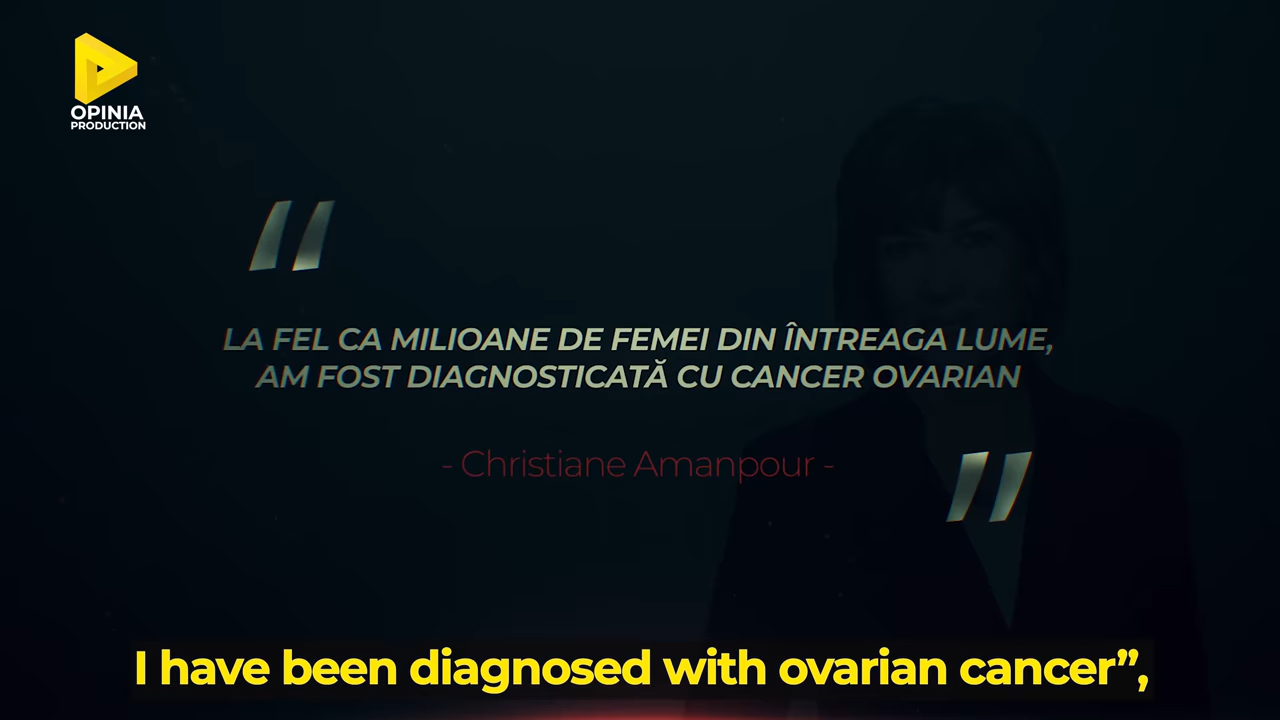 OPINIA
PRODUCTION
"
LA FEL CA MILIOANE DE FEMEI DIN ÎNTREAGA LUME,
AM FOST DIAGNOSTICATĂ CU CANCER OVARIAN
- Christiane Amanpour -
"
I have been diagnosed with ovarian cancer”,